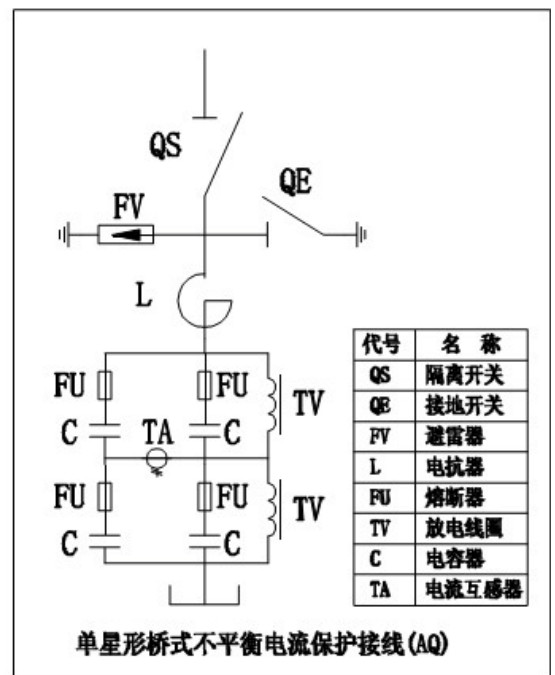 QS
QE
FV
L
FU FU TV
C TA C
FU FU TV
C C
代号 名 称
QS 隔离开关
QE 接地开关
FV 避雷器
L 电抗器
FU 熔断器
TV 放电线圈
C 电容器
TA 电流互感器
单星形桥式不平衡电流保护接线(AQ)